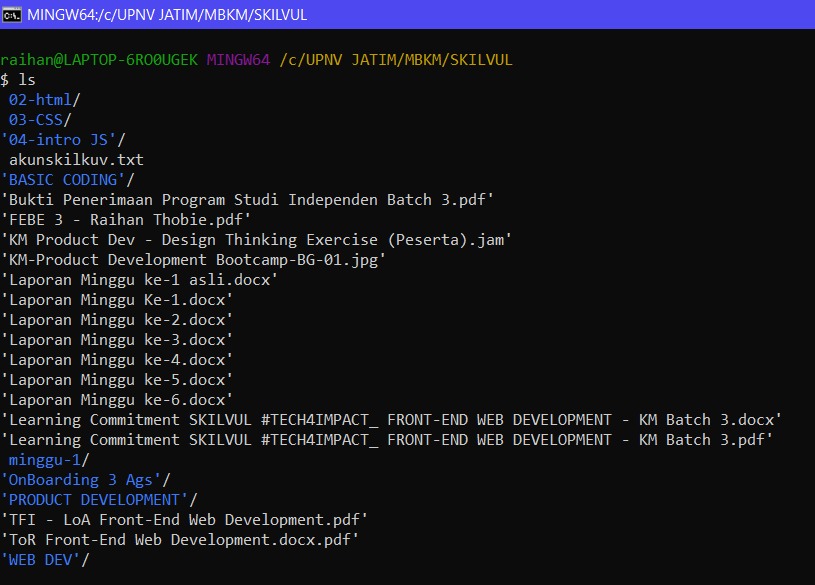 MINGW64:/c/UPNV JATIM/MBKM/SKILVUL
raihan@LAPTOP-6RO0UGEK MINGW64 /c/UPNV JATIM/MBKM/SKILVUL
$ ls
02-html/
03-CSS/
'04-intro JS'/
akunskilkuv.txt
'BASIC CODING'/
'Bukti Penerimaan Program Studi Independen Batch 3.pdf'
'FEBE 3 - Raihan Thobie.pdf'
'KM Product Dev - Design Thinking Exercise (Peserta).jam'
'KM-Product Development Bootcamp-BG-01.jpg'
'Laporan Minggu ke-1 asli.docx'
'Laporan Minggu Ke-1.docx'
'Laporan Minggu ke-2.docx'
'Laporan Minggu ke-3.docx'
'Laporan Minggu ke-4.docx'
'Laporan Minggu ke-5.docx'
'Laporan Minggu ke-6.docx'
'Learning Commitment SKILVUL #TECH4IMPACT_ FRONT-END WEB DEVELOPMENT - KM Batch 3.docx'
'Learning Commitment SKILVUL #TECH4IMPACT_ FRONT-END WEB DEVELOPMENT - KM Batch 3.pdf'
minggu-1/
'OnBoarding 3 Ags'/
'PRODUCT DEVELOPMENT'/
'TFI - LoA Front-End Web Development.pdf'
'ToR Front-End Web Development.docx.pdf'
'WEB DEV'/